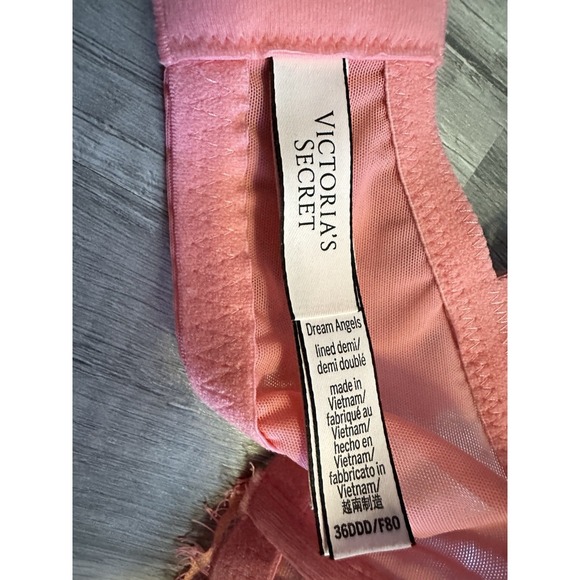 VICTORIA'S
SECRET
Dream Angels
lined demi/
demi doublé
made in
Vietnam/
fabriqué au
Vietnam/
hecho en
Vietnam/
fabbricato in
Vietnam/
越南制造
36DDD/F80